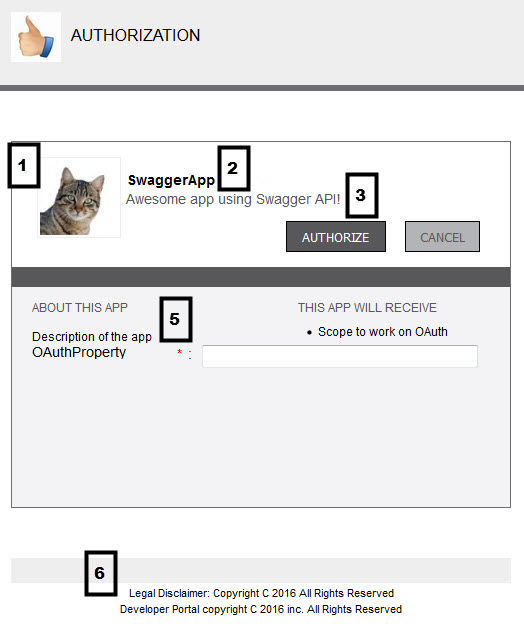 AUTHORIZATION
1
SwaggerApp 2
Awesome app using Swagger API! 3
AUTHORIZE CANCEL
ABOUT THIS APP 5 THIS APP WILL RECEIVE
Description of the app • Scope to work on OAuth
OAuthProperty * :
6
Legal Disclaimer: Copyright C 2016 All Rights Reserved
Developer Portal copyright C 2016 inc. All Rights Reserved